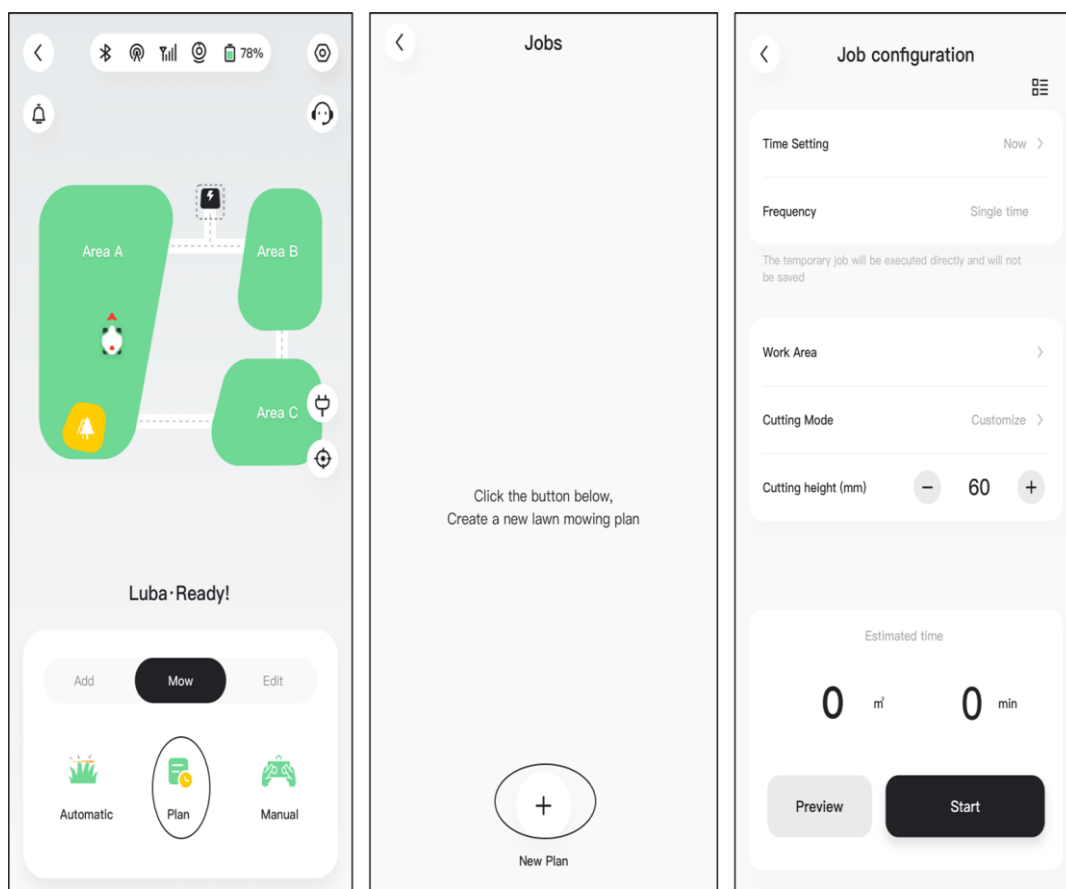 78%
Area A
Area B
Area C
Luba·Ready!
Add Mow Edit
Automatic Plan Manual
Jobs
Click the button below,
Create a new lawn mowing plan
New Plan
Job configuration
Time Setting Now
Frequency Single time
The temporary job will be executed directly and will not
be saved
Work Area
Cutting Mode Customize
Cutting height (mm) − 60 +
Estimated time
0 ㎡ 0 min
Preview Start